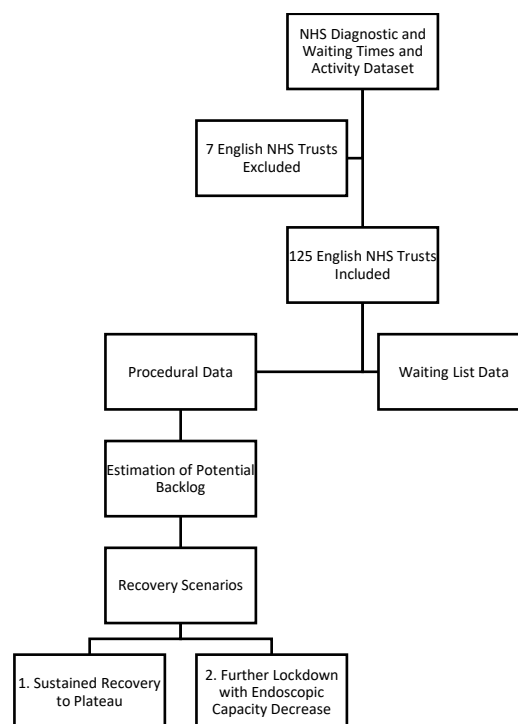 NHS Diagnostic and
Waiting Times and
Activity Dataset
7 English NHS Trusts
Excluded
125 English NHS Trusts
Included
Procedural Data
Waiting List Data
Estimation of Potential
Backlog
Recovery Scenarios
1. Sustained Recovery
to Plateau
2. Further Lockdown
with Endoscopic
Capacity Decrease